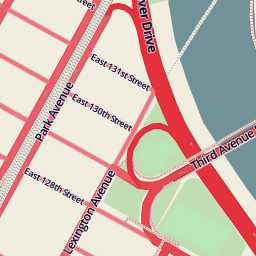 Street
ver Drive
East 131st Street
East 130th Street
Park Avenue
Third Avenue
East 128th Street
Lexington Avenue